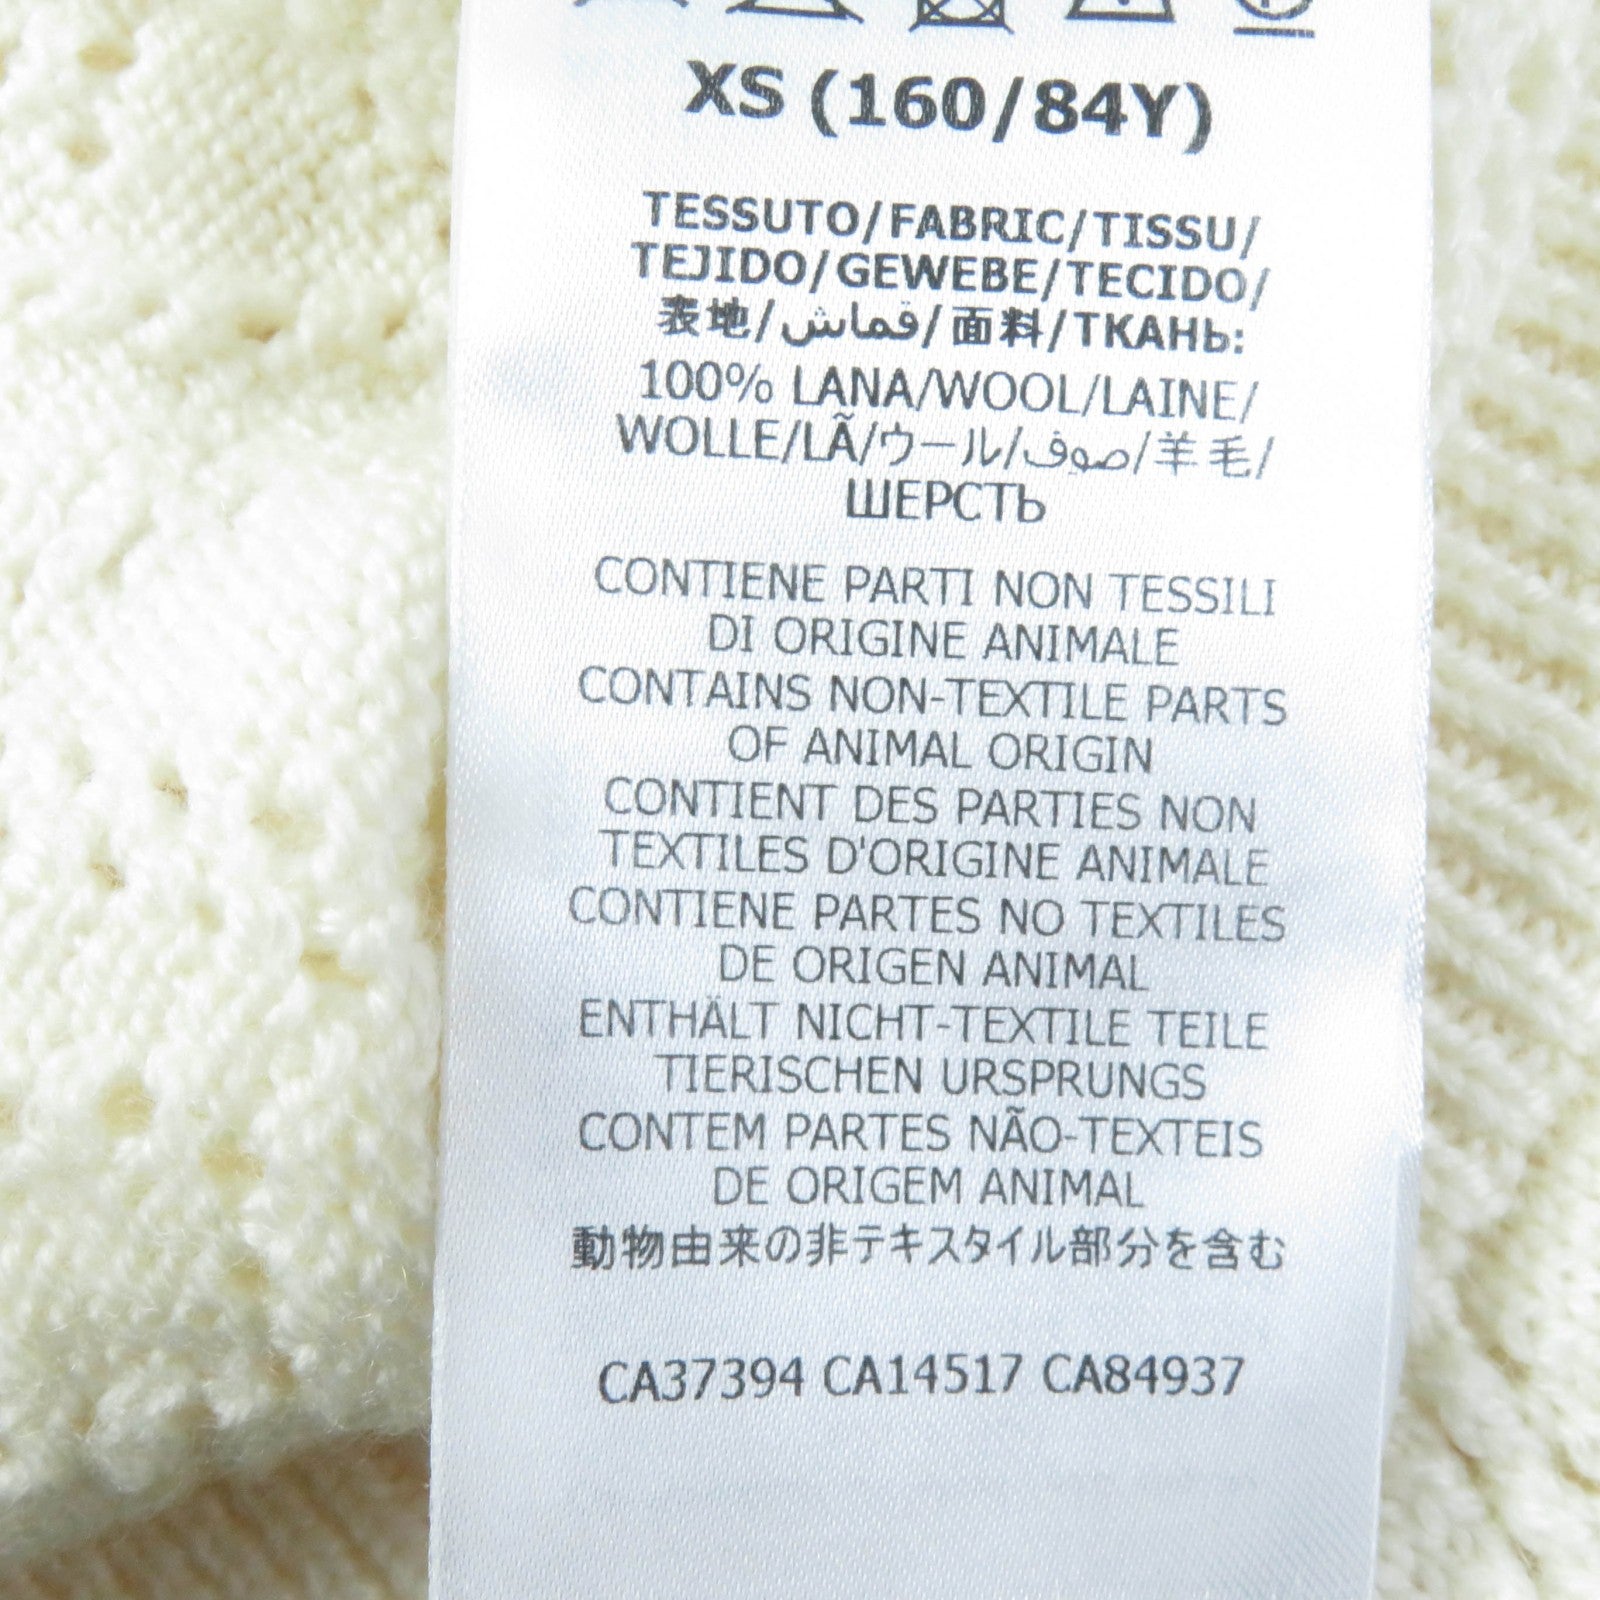 XS (160/84Y)
TESSUTO/FABRIC/TISSU/
TEJIDO/GEWEBE/TECIDO/
表地/قماش/面料/ТКАНЬ:
100% LANA/WOOL/LAINE/
WOLLE/LÃ/ウール/صوف/羊毛/
ШЕРСТЬ
CONTIENE PARTI NON TESSILI
DI ORIGINE ANIMALE
CONTAINS NON-TEXTILE PARTS
OF ANIMAL ORIGIN
CONTIENT DES PARTIES NON
TEXTILES D'ORIGINE ANIMALE
CONTIENE PARTES NO TEXTILES
DE ORIGEN ANIMAL
ENTHÄLT NICHT-TEXTILE TEILE
TIERISCHEN URSPRUNGS
CONTEM PARTES NÃO-TEXTEIS
DE ORIGEM ANIMAL
動物由来の非テキスタイル部分を含む
CA37394 CA14517 CA84937